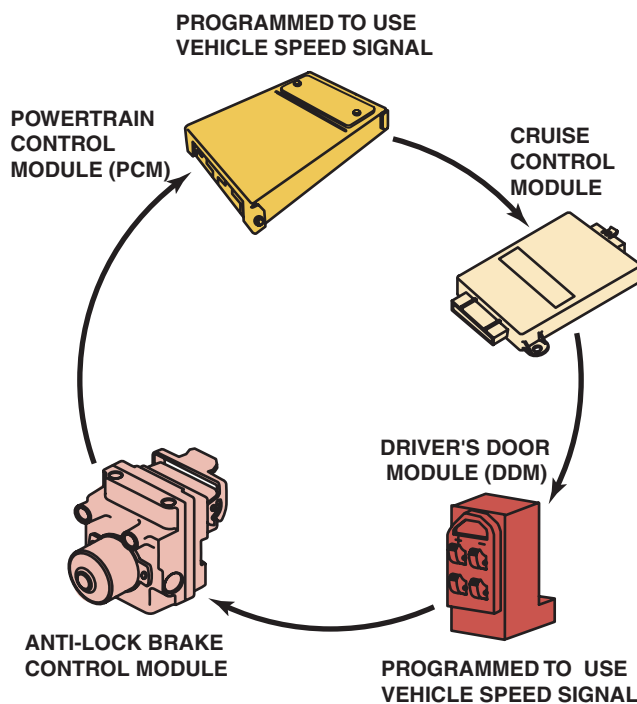 PROGRAMMED TO USE
VEHICLE SPEED SIGNAL
POWERTRAIN
CONTROL
MODULE (PCM)
CRUISE
CONTROL
MODULE
DRIVER'S DOOR
MODULE (DDM)
ANTI-LOCK BRAKE
CONTROL MODULE
PROGRAMMED TO USE
VEHICLE SPEED SIGNAL